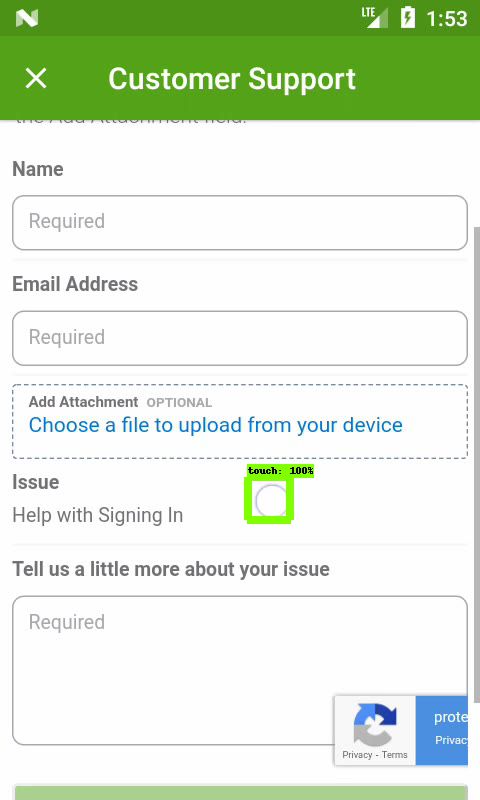 LTE 1:53
Customer Support
the Add Attachment field.
Name
Required
Email Address
Required
Add Attachment OPTIONAL
Choose a file to upload from your device
Issue
touch: 100%
Help with Signing In
Tell us a little more about your issue
Required
prote
Privac
Privacy - Terms